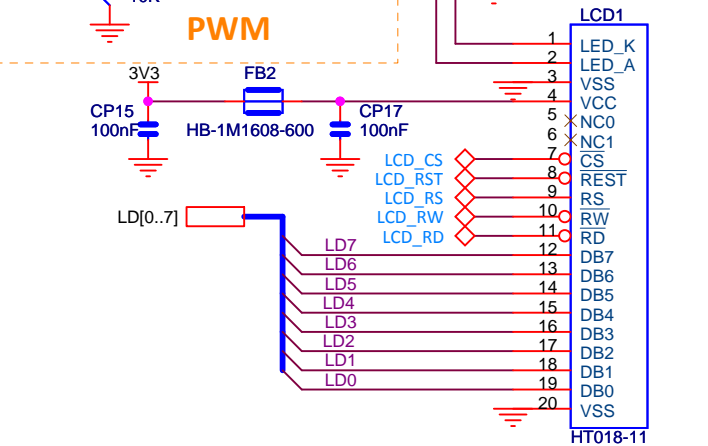 LCD1
PWM
1
LED_K
2
LED_A
3V3
FB2
3
VSS
4
VCC
CP15
100nF
HB-1M1608-600
CP17
100nF
5
NC0
6
NC1
LCD_CS
7
CS
LCD_RST
8
REST
LCD_RS
9
RS
LCD_RW
10
RW
LCD_RD
11
RD
LD[0..7]
LD7
12
DB7
LD6
13
DB6
LD5
14
DB5
LD4
15
DB4
LD3
16
DB3
LD2
17
DB2
LD1
18
DB1
LD0
19
DB0
20
VSS
HT018-11